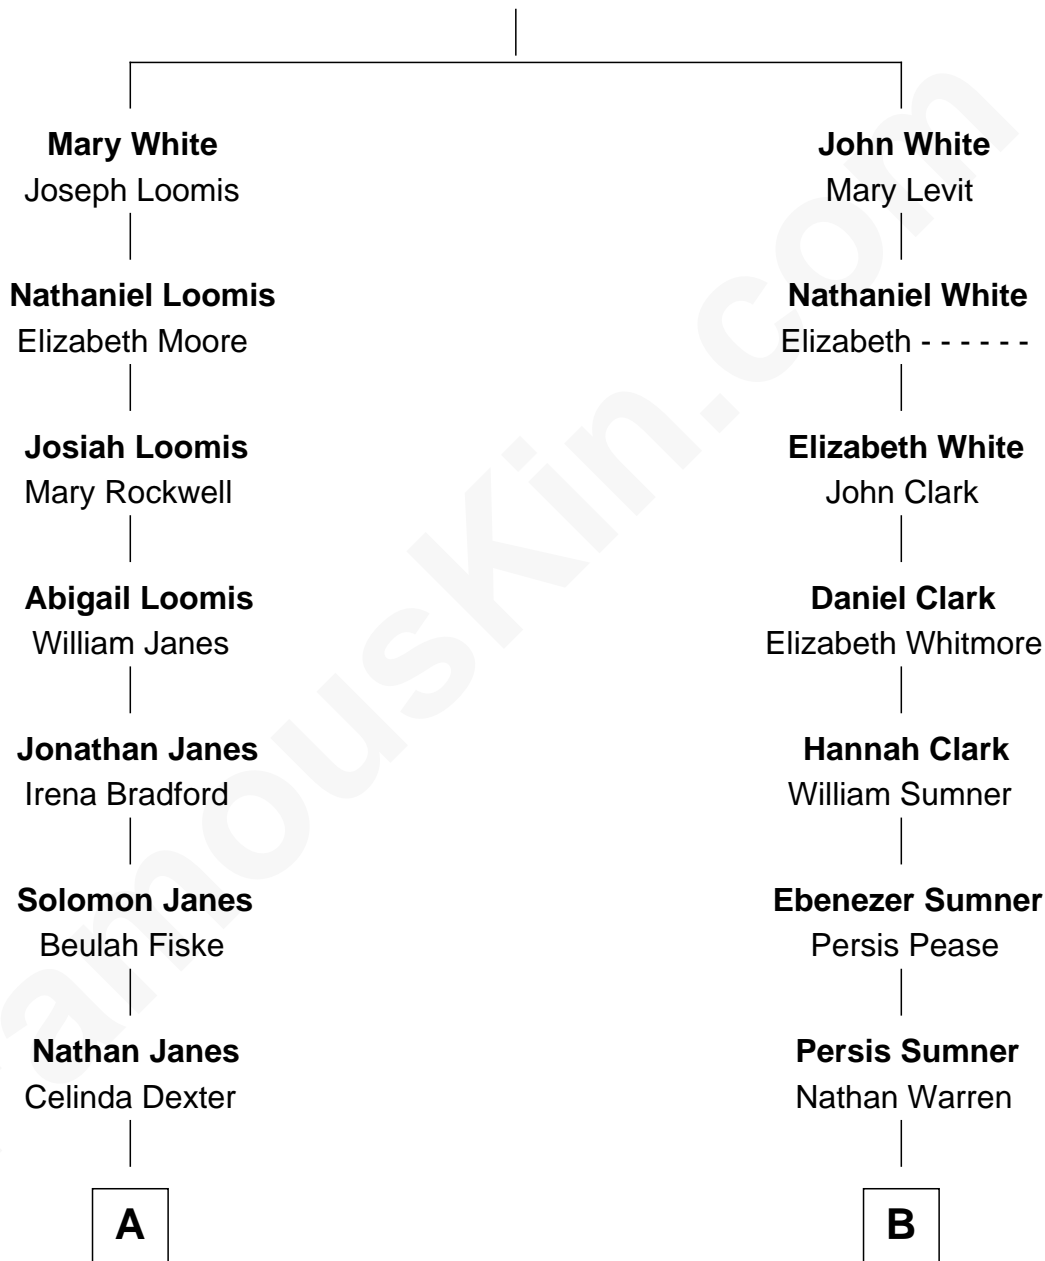 Mary White
Joseph Loomis
Nathaniel Loomis
Elizabeth Moore
Josiah Loomis
Mary Rockwell
Abigail Loomis
William Janes
Jonathan Janes
Irena Bradford
Solomon Janes
Beulah Fiske
Nathan Janes
Celinda Dexter
A
John White
Mary Levit
Nathaniel White
Elizabeth - - - - - -
Elizabeth White
John Clark
Daniel Clark
Elizabeth Whitmore
Hannah Clark
William Sumner
Ebenezer Sumner
Persis Pease
Persis Sumner
Nathan Warren
B
amouskin.com